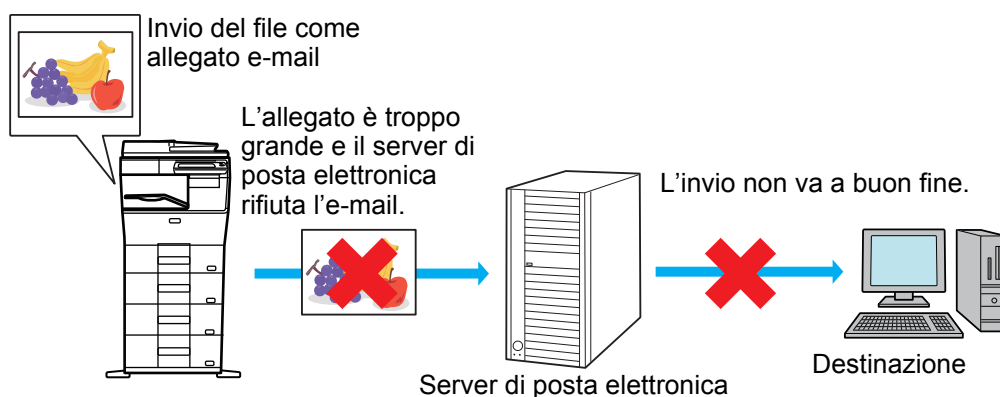 Invio del file come
allegato e-mail
L'allegato è troppo
grande e il server di
posta elettronica
rifiuta l'e-mail.
L'invio non va a buon fine.
Destinazione
Server di posta elettronica